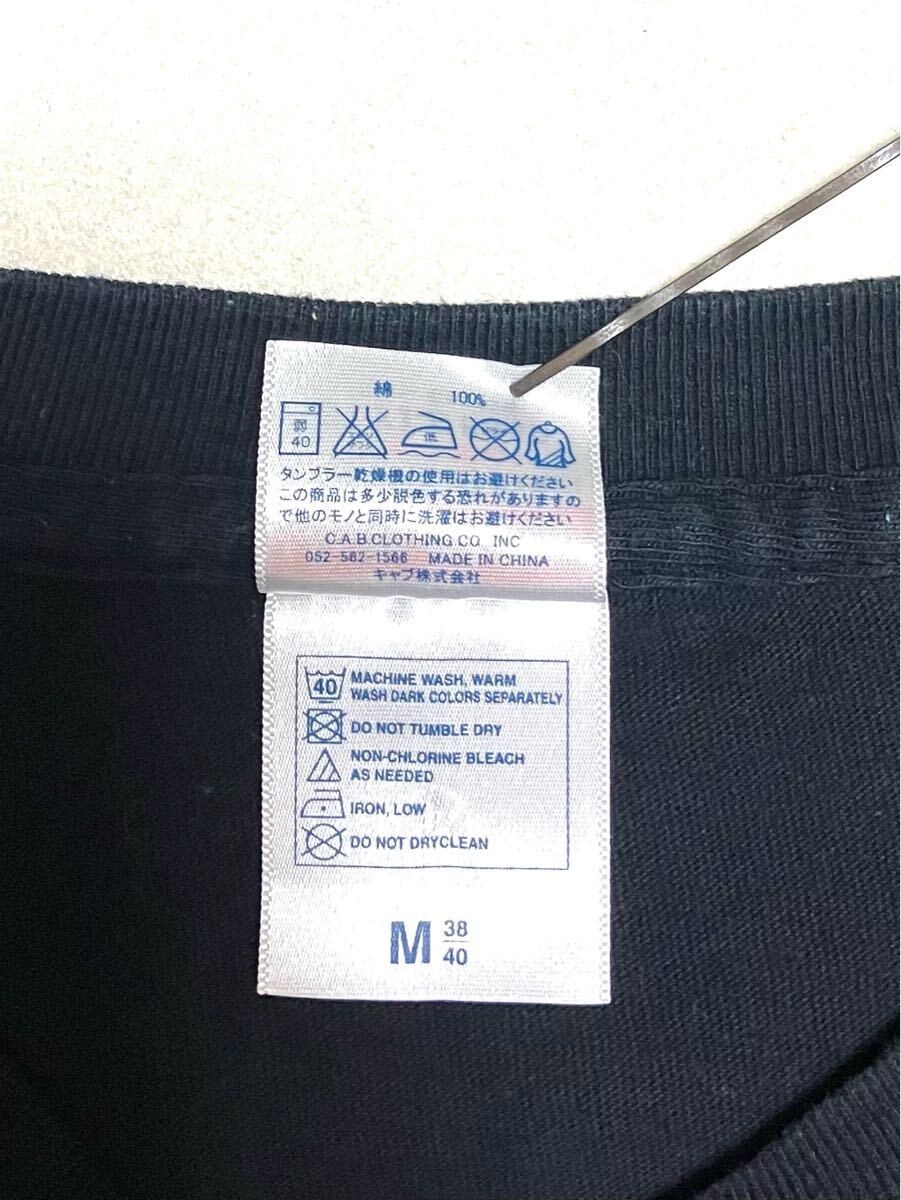 綿 100%
弱
40
低
タンブラー乾燥機の使用はお避けください
この商品は多少脱色する恐れがありますの
で他のモノと同時に洗濯はお避けください
C.A.B.CLOTHING.CO. INC
052-562-1566 MADE IN CHINA
キャブ株式会社
40 MACHINE WASH, WARM
WASH DARK COLORS SEPARATELY
DO NOT TUMBLE DRY
NON-CHLORINE BLEACH
AS NEEDED
IRON, LOW
DO NOT DRYCLEAN
M 38
40